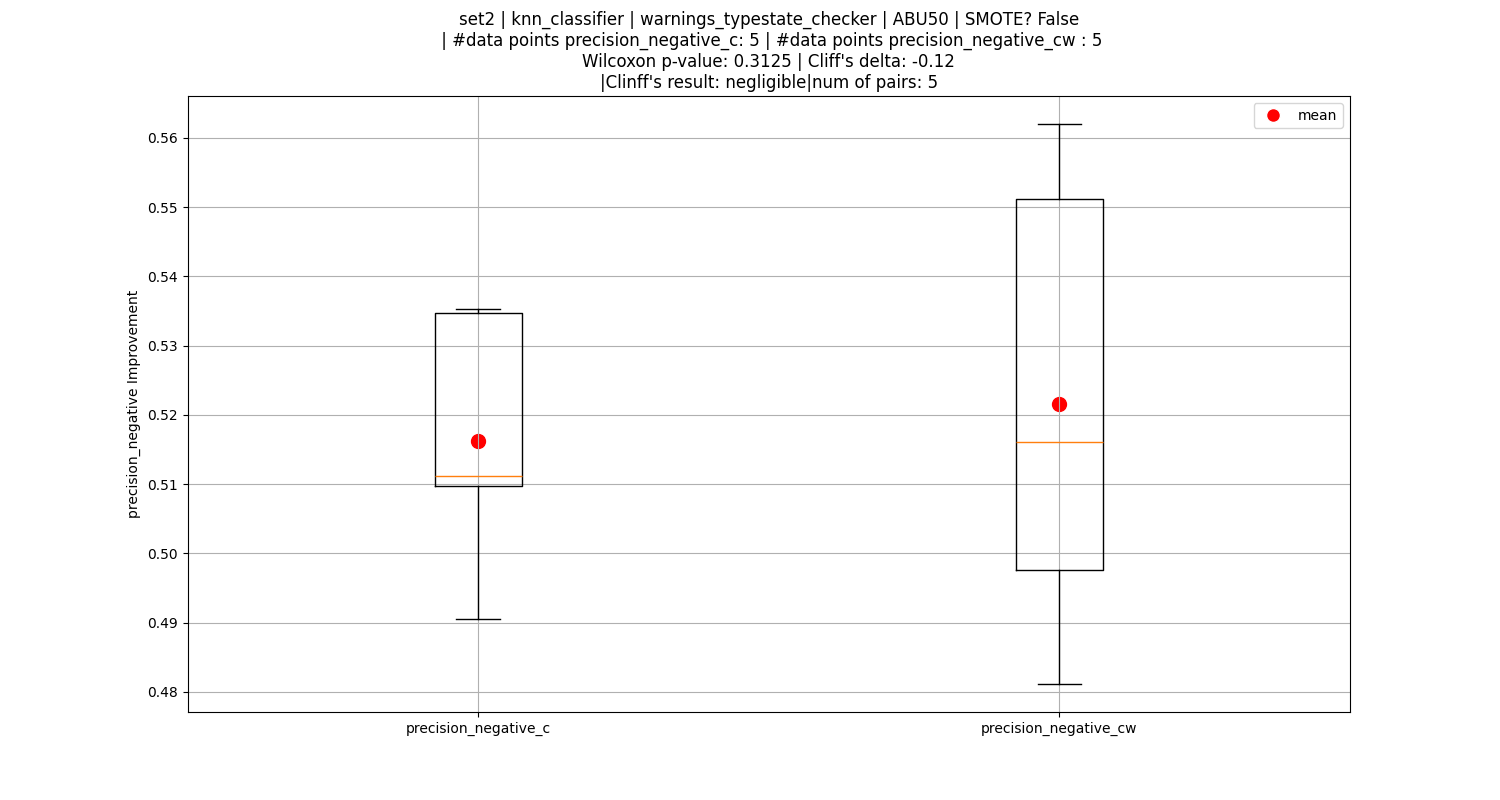 set2 | knn_classifier | warnings_typestate_checker | ABU50 | SMOTE? False
| #data points precision_negative_c: 5 | #data points precision_negative_cw : 5
Wilcoxon p-value: 0.3125 | Cliff's delta: -0.12
|Clinff's result: negligible|num of pairs: 5
mean
0.56
0.55
0.54
0.53
0.52
0.51
0.50
0.49
0.48
precision_negative Improvement
precision_negative_c
precision_negative_cw